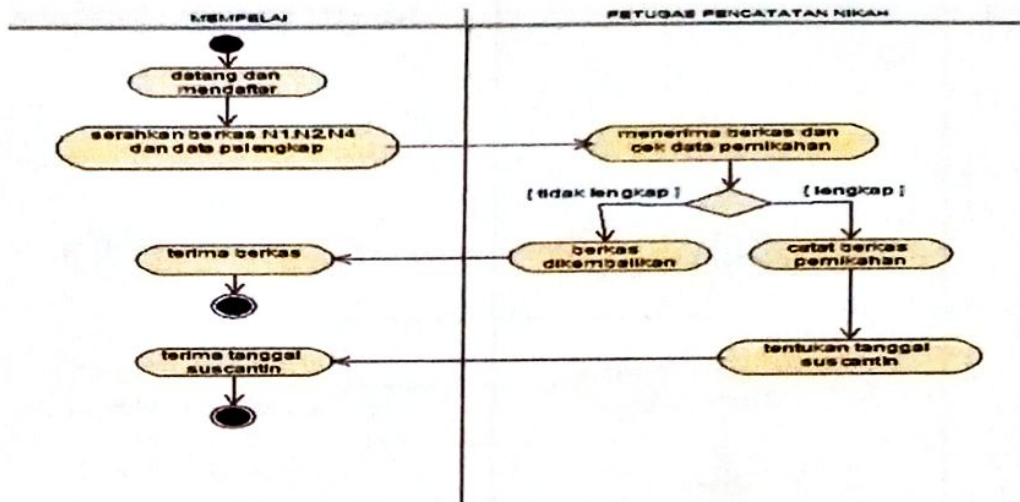 MEMPELAI
PETUGAS PENCATATAN NIKAH
datang dan
mendaftar
serahkan berkas N1,N2,N4
dan data pelengkap
menerima berkas dan
cek data pernikahan
[ tidak lengkap ]
[ lengkap ]
terima berkas
berkas
dikembalikan
catat berkas
pernikahan
terima tanggal
suscantin
tentukan tanggal
suscantin